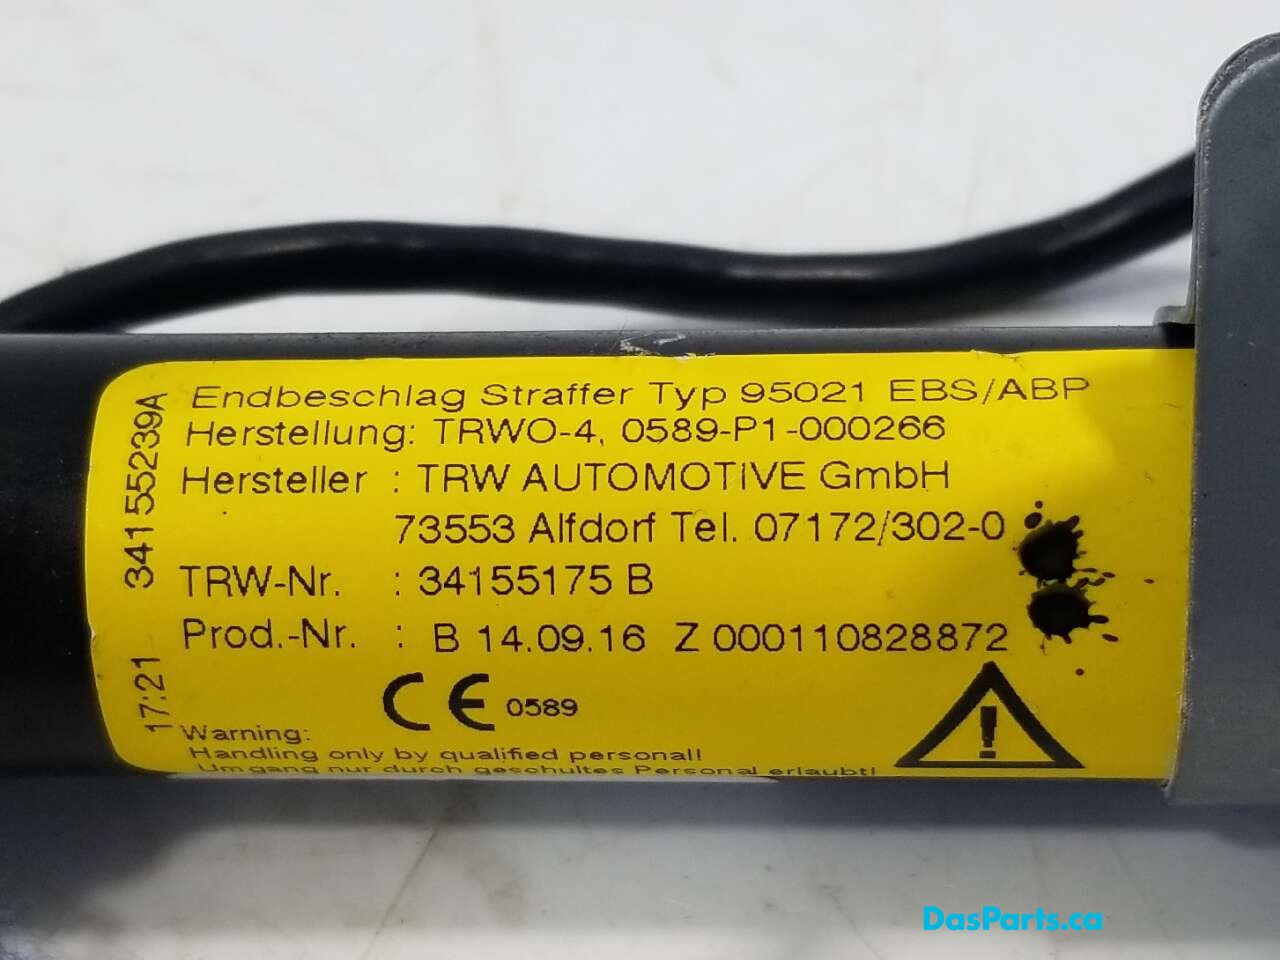 Endbeschlag Straffer Typ 95021 EBS/ABP
Herstellung: TRWO-4, 0589-P1-000266
Hersteller : TRW AUTOMOTIVE GmbH
73553 Alfdorf Tel. 07172/302-0
TRW-Nr. : 34155175 B
Prod.-Nr. : B 14.09.16 Z 000110828872
CE 0589
Warning:
Handling only by qualified personal!
Umgang nur durch geschultes Personal erlaubt!
17:21 34155239A
DasParts.ca